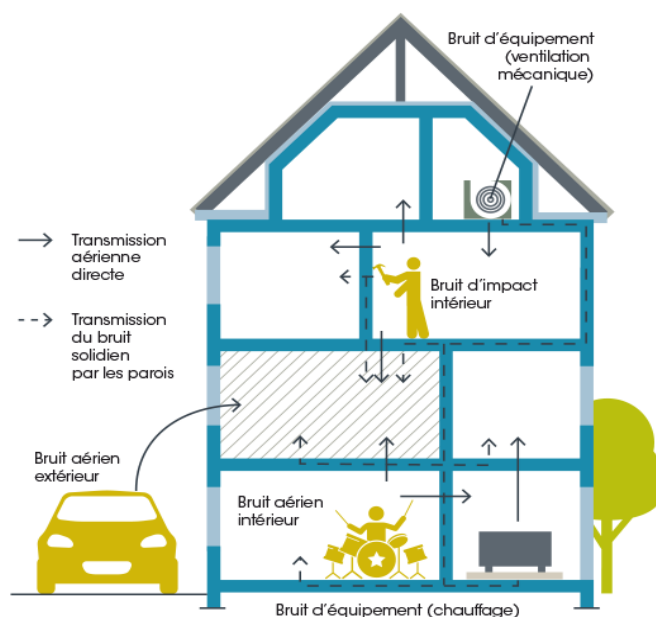 Bruit d'équipement
(ventilation
mécanique)
Transmission
aérienne
directe
Bruit d'impact
intérieur
Transmission
du bruit
solidien
par les parois
Bruit aérien
extérieur
Bruit aérien
intérieur
Bruit d'équipement (chauffage)